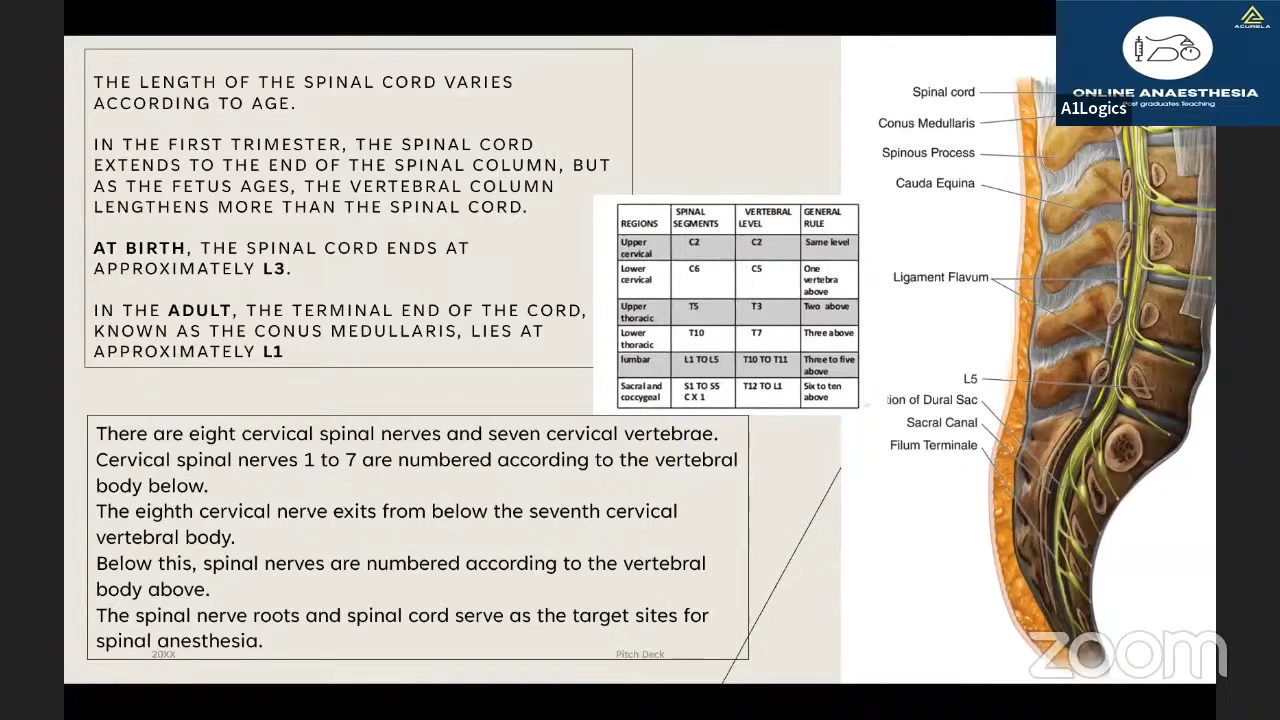 THE LENGTH OF THE SPINAL CORD VARIES
ACCORDING TO AGE.
IN THE FIRST TRIMESTER, THE SPINAL CORD
EXTENDS TO THE END OF THE SPINAL COLUMN, BUT
AS THE FETUS AGES, THE VERTEBRAL COLUMN
LENGTHENS MORE THAN THE SPINAL CORD.
AT BIRTH, THE SPINAL CORD ENDS AT
APPROXIMATELY L3.
IN THE ADULT, THE TERMINAL END OF THE CORD,
KNOWN AS THE CONUS MEDULLARIS, LIES AT
APPROXIMATELY L1
REGIONS SPINAL SEGMENTS VERTEBRAL LEVEL GENERAL RULE
Upper cervical C2 C2 Same level
Lower cervical C6 C5 One vertebra above
Upper thoracic T5 T3 Two above
Lower thoracic T10 T7 Three above
lumbar L1 TO L5 T10 TO T11 Three to five above
Sacral and coccygeal S1 TO S5 C X 1 T12 TO L1 Six to ten above
There are eight cervical spinal nerves and seven cervical vertebrae.
Cervical spinal nerves 1 to 7 are numbered according to the vertebral
body below.
The eighth cervical nerve exits from below the seventh cervical
vertebral body.
Below this, spinal nerves are numbered according to the vertebral
body above.
The spinal nerve roots and spinal cord serve as the target sites for
spinal anesthesia.
20XX
Pitch Deck
Spinal cord
Conus Medullaris
Spinous Process
Cauda Equina
Ligament Flavum
L5
tion of Dural Sac
Sacral Canal
Filum Terminale
ACURELA
ONLINE ANAESTHESIA
Post graduates Teaching
A1Logics
zoom